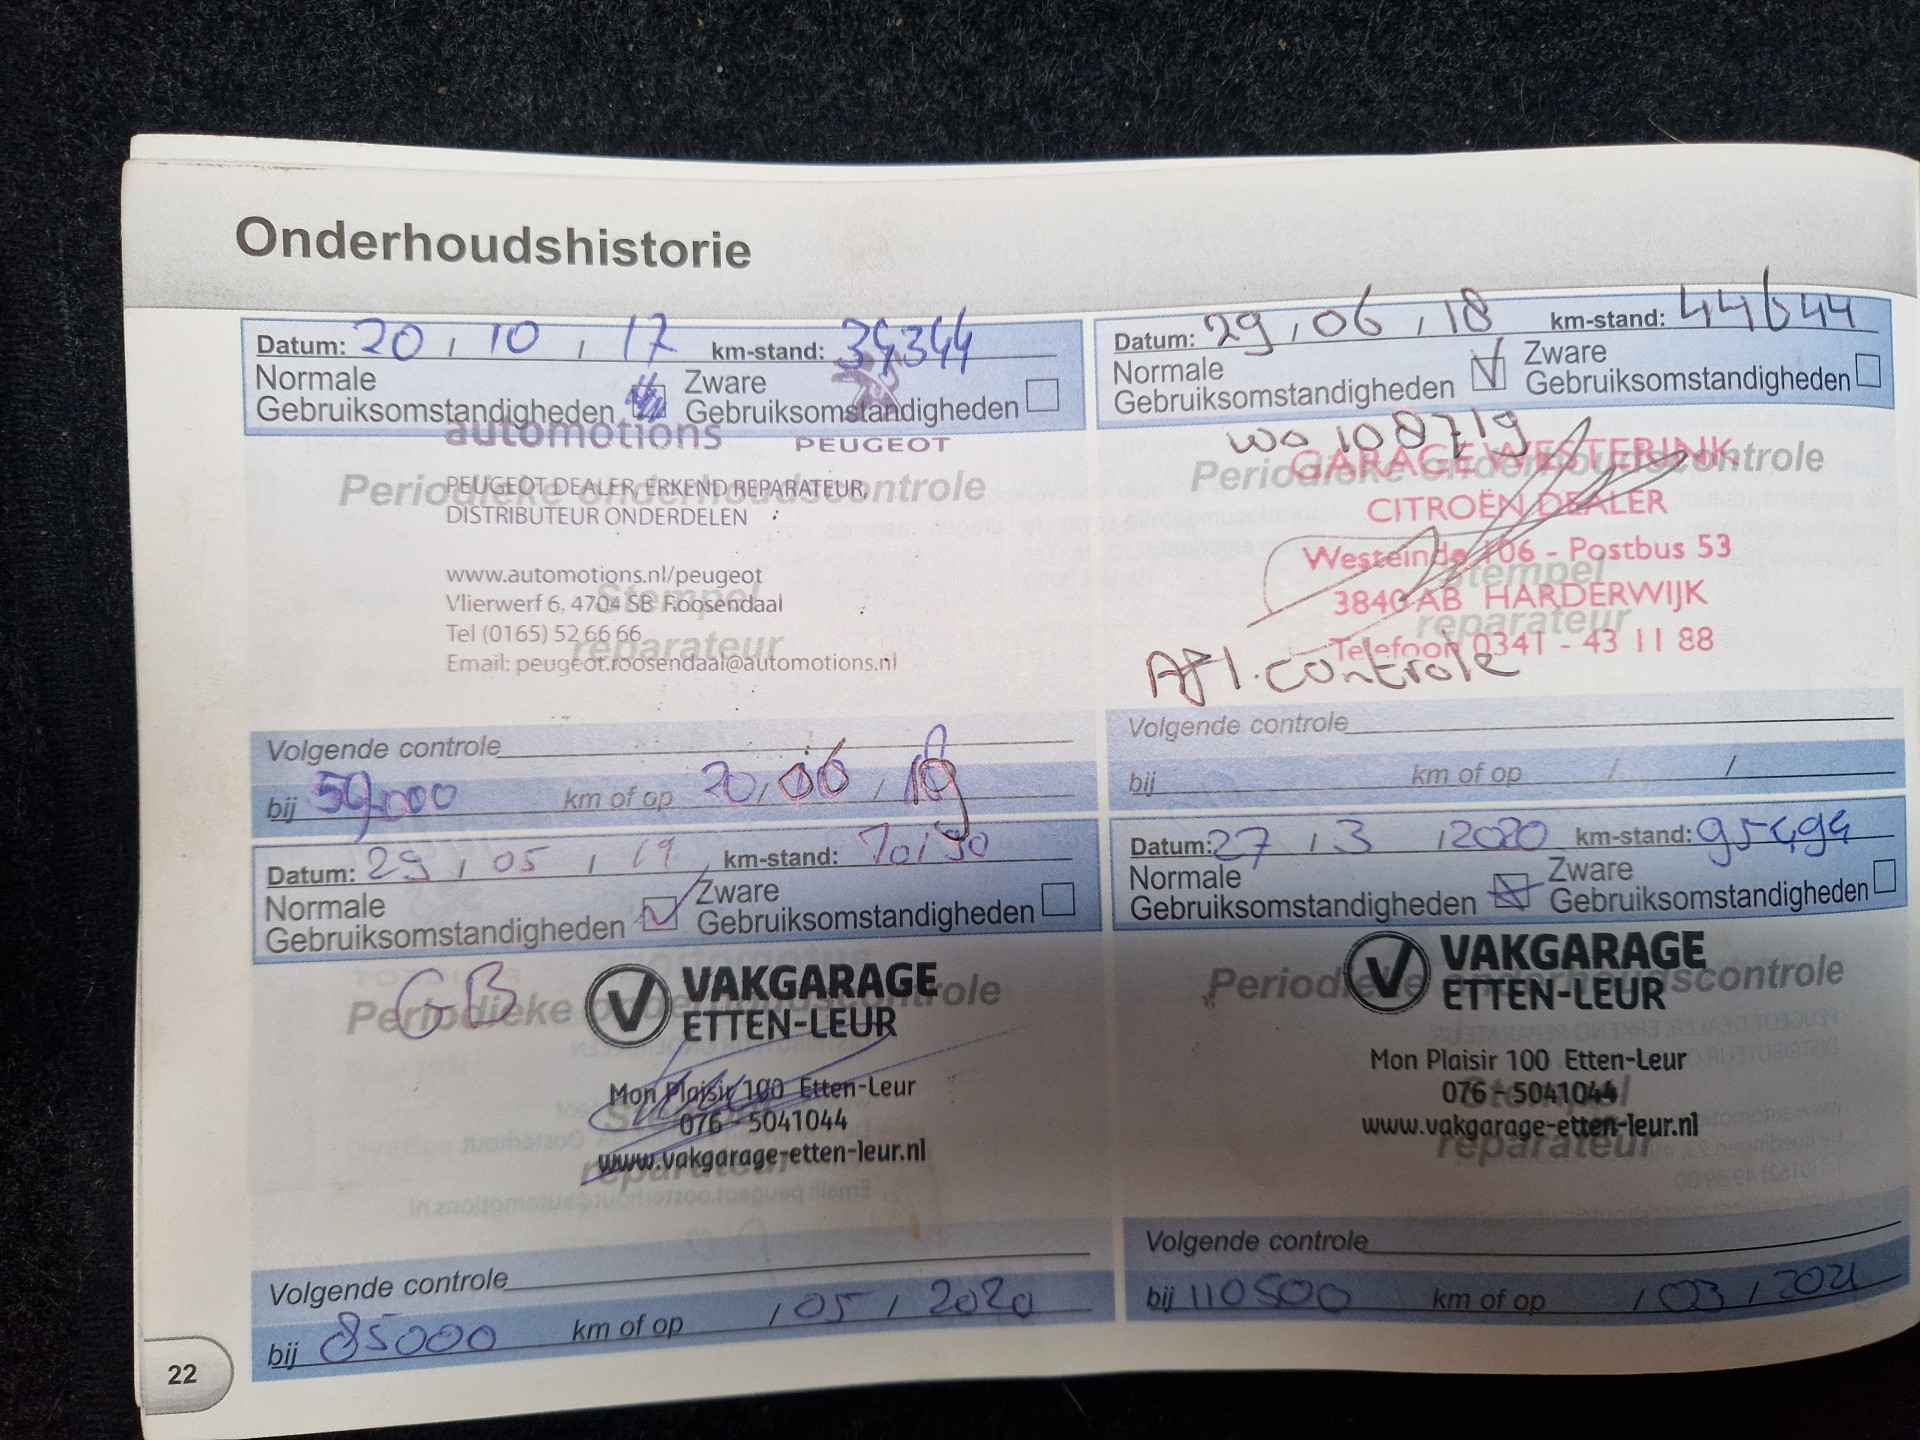 Onderhoudshistorie
Datum: 20 / 10 / 17 km-stand: 34344
Normale Gebruiksomstandigheden Zware Gebruiksomstandigheden
automotions PEUGEOT
Periodieke onderhoudscontrole
PEUGEOT DEALER, ERKEND REPARATEUR,
DISTRIBUTEUR ONDERDELEN
www.automotions.nl/peugeot
Stempel
Vlierwerf 6, 4704 SB Roosendaal
Tel (0165) 52 66 66
reparateur
Email: peugeot.roosendaal@automotions.nl
Volgende controle
bij 59.000 km of op 20 / 06 / 19
Datum: 29 / 06 / 18 km-stand: 44644
Normale Gebruiksomstandigheden Zware Gebruiksomstandigheden
wo 108719
GARAGE WESTERINK
Periodieke onderhoudscontrole
CITROËN DEALER
Westeinde 106 - Postbus 53
Stempel
3840 AB HARDERWIJK
reparateur
Telefoon 0341 - 43 11 88
controle
Volgende controle
bij km of op / /
Datum: 29 / 05 / 19 km-stand: 70190
Normale Gebruiksomstandigheden Zware Gebruiksomstandigheden
GB
VAKGARAGE
Periodieke onderhoudscontrole
ETTEN-LEUR
Mon Plaisir 100 Etten-Leur
Stempel
076 - 5041044
www.vakgarage-etten-leur.nl
reparateur
Volgende controle
bij 85000 km of op / 05 / 2020
Datum: 27 / 3 / 2020 km-stand: 95494
Normale Gebruiksomstandigheden Zware Gebruiksomstandigheden
VAKGARAGE
Periodieke onderhoudscontrole
ETTEN-LEUR
Mon Plaisir 100 Etten-Leur
Stempel
076 - 5041044
www.vakgarage-etten-leur.nl
reparateur
Volgende controle
bij 110500 km of op / 03 / 2021
22